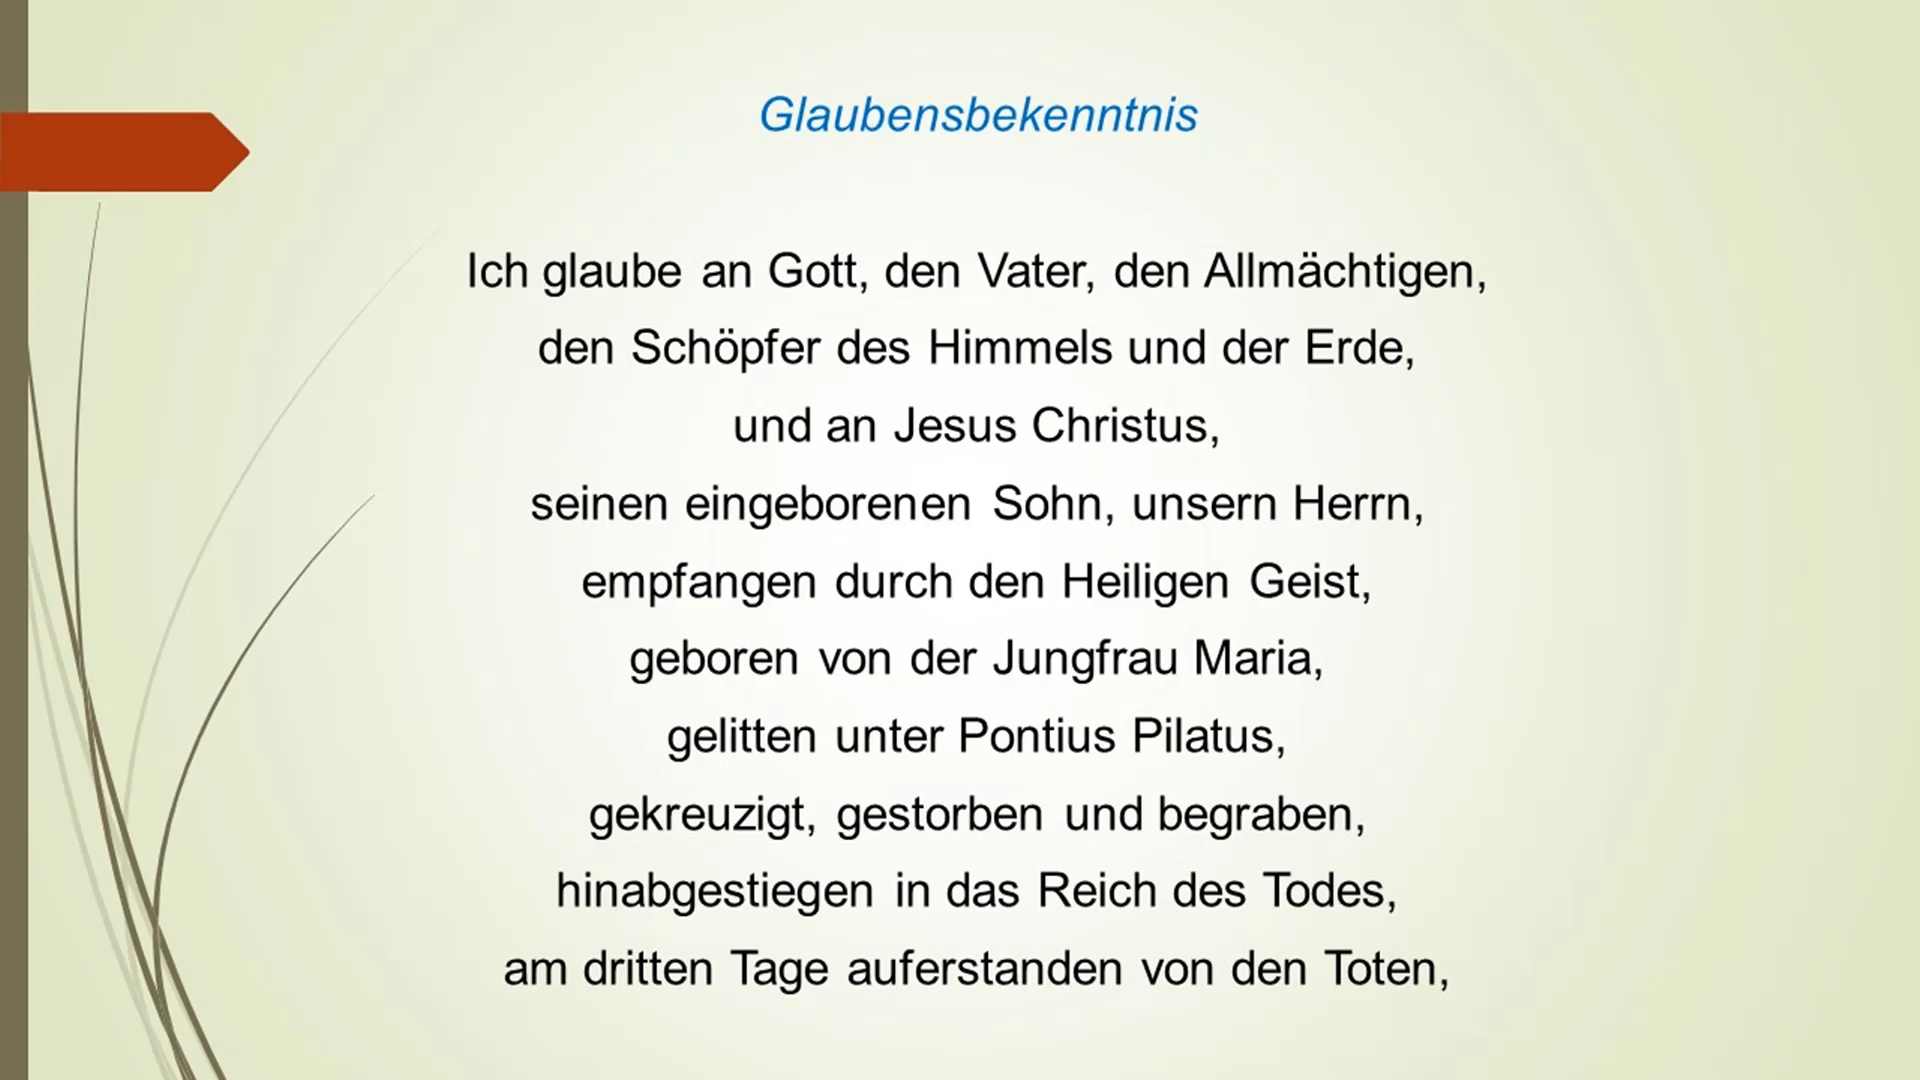 Glaubensbekenntnis
Ich glaube an Gott, den Vater, den Allmächtigen,
den Schöpfer des Himmels und der Erde,
und an Jesus Christus,
seinen eingeborenen Sohn, unsern Herrn,
empfangen durch den Heiligen Geist,
geboren von der Jungfrau Maria,
gelitten unter Pontius Pilatus,
gekreuzigt, gestorben und begraben,
hinabgestiegen in das Reich des Todes,
am dritten Tage auferstanden von den Toten,